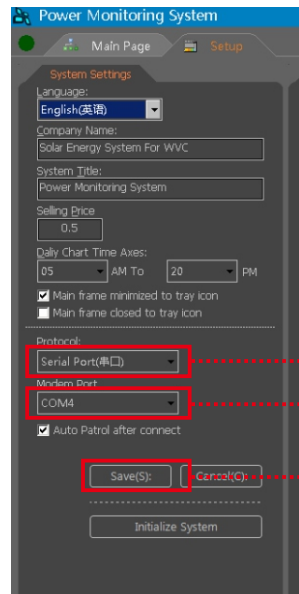 Power Monitoring System
Main Page
Setup
System Settings
Language:
English(英语)
Company Name:
Solar Energy System For WVC
System Title:
Power Monitoring System
Selling Price
0.5
Daliy Chart Time Axes:
05 AM To 20 PM
Main frame minimized to tray icon
Main frame closed to tray icon
Protocol:
Serial Port(串口)
Modem Port
COM4
Auto Patrol after connect
Save(S): Cancel(C):
Initialize System